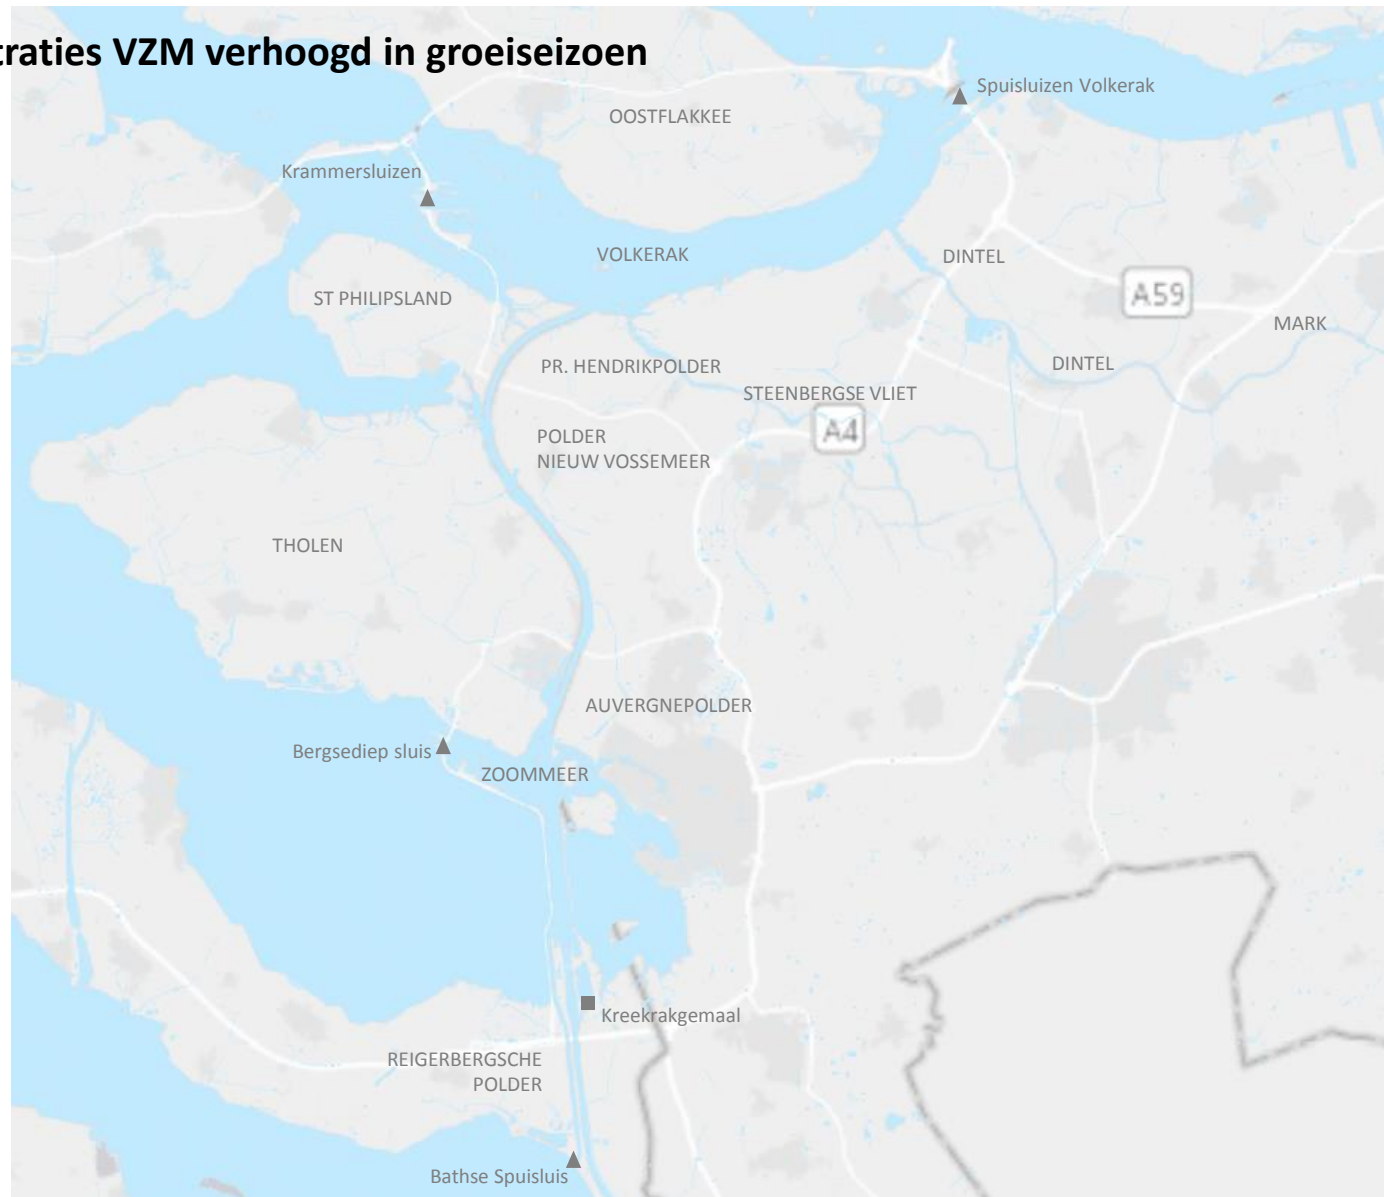 traties VZM verhoogd in groeiseizoen
Spuisluizen Volkerak
OOSTFLAKKEE
Krammersluizen
VOLKERAK
DINTEL
ST PHILIPSLAND
A59
MARK
PR. HENDRIKPOLDER
DINTEL
STEENBERGSE VLIET
A4
POLDER
NIEUW VOSSEMEER
THOLEN
AUVERGNEPOLDER
Bergsediep sluis
ZOOMMEER
Kreekrakgemaal
REIGERBERGSCHE
POLDER
Bathse Spuisluis